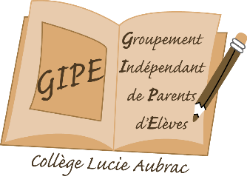 GIPE
Groupement
Indépendant
de Parents
d'Elèves
Collège Lucie Aubrac